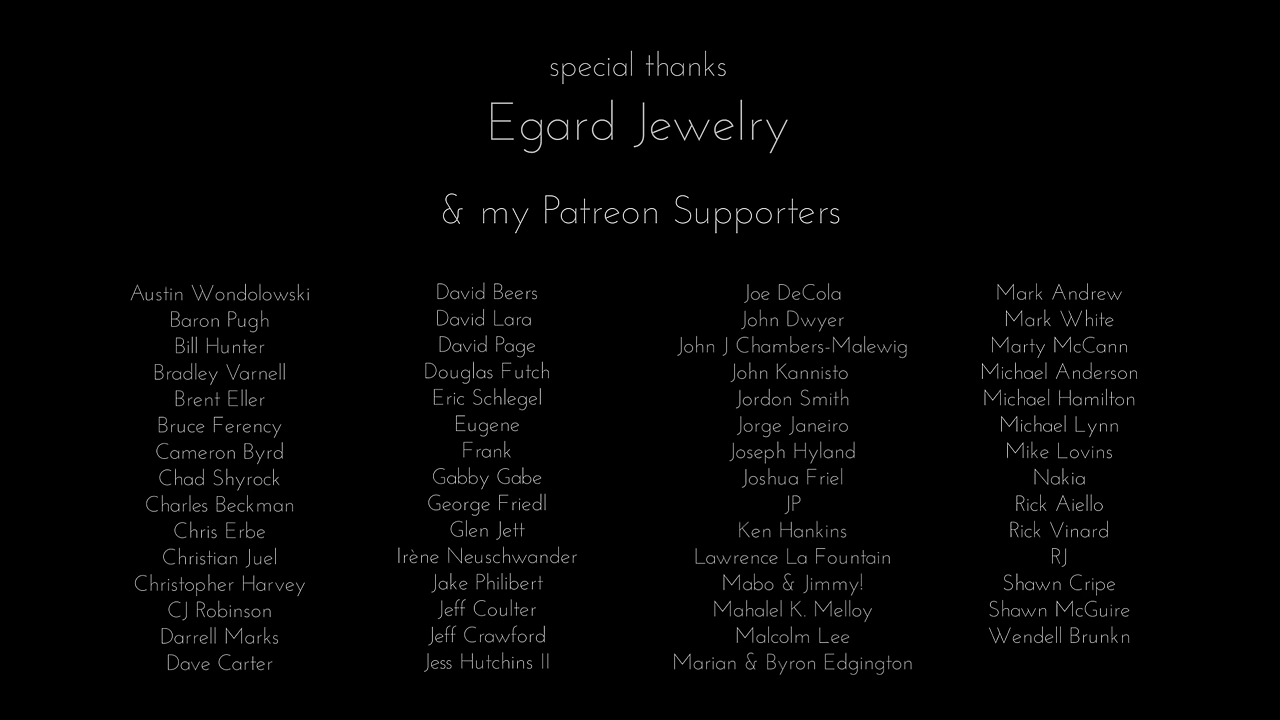 special thanks
Egard Jewelry
& my Patreon Supporters
Austin Wondolowski
Baron Pugh
Bill Hunter
Bradley Varnell
Brent Eller
Bruce Ferency
Cameron Byrd
Chad Shyrock
Charles Beckman
Chris Erbe
Christian Juel
Christopher Harvey
CJ Robinson
Darrell Marks
Dave Carter
David Beers
David Lara
David Page
Douglas Futch
Eric Schlegel
Eugene
Frank
Gabby Gabe
George Friedl
Glen Jett
Irène Neuschwander
Jake Philibert
Jeff Coulter
Jeff Crawford
Jess Hutchins II
Joe DeCola
John Dwyer
John J Chambers-Malewig
John Kannisto
Jordon Smith
Jorge Janeiro
Joseph Hyland
Joshua Friel
JP
Ken Hankins
Lawrence La Fountain
Mabo & Jimmy!
Mahalel K. Melloy
Malcolm Lee
Marian & Byron Edgington
Mark Andrew
Mark White
Marty McCann
Michael Anderson
Michael Hamilton
Michael Lynn
Mike Lovins
Nakia
Rick Aiello
Rick Vinard
RJ
Shawn Cripe
Shawn McGuire
Wendell Brunkn